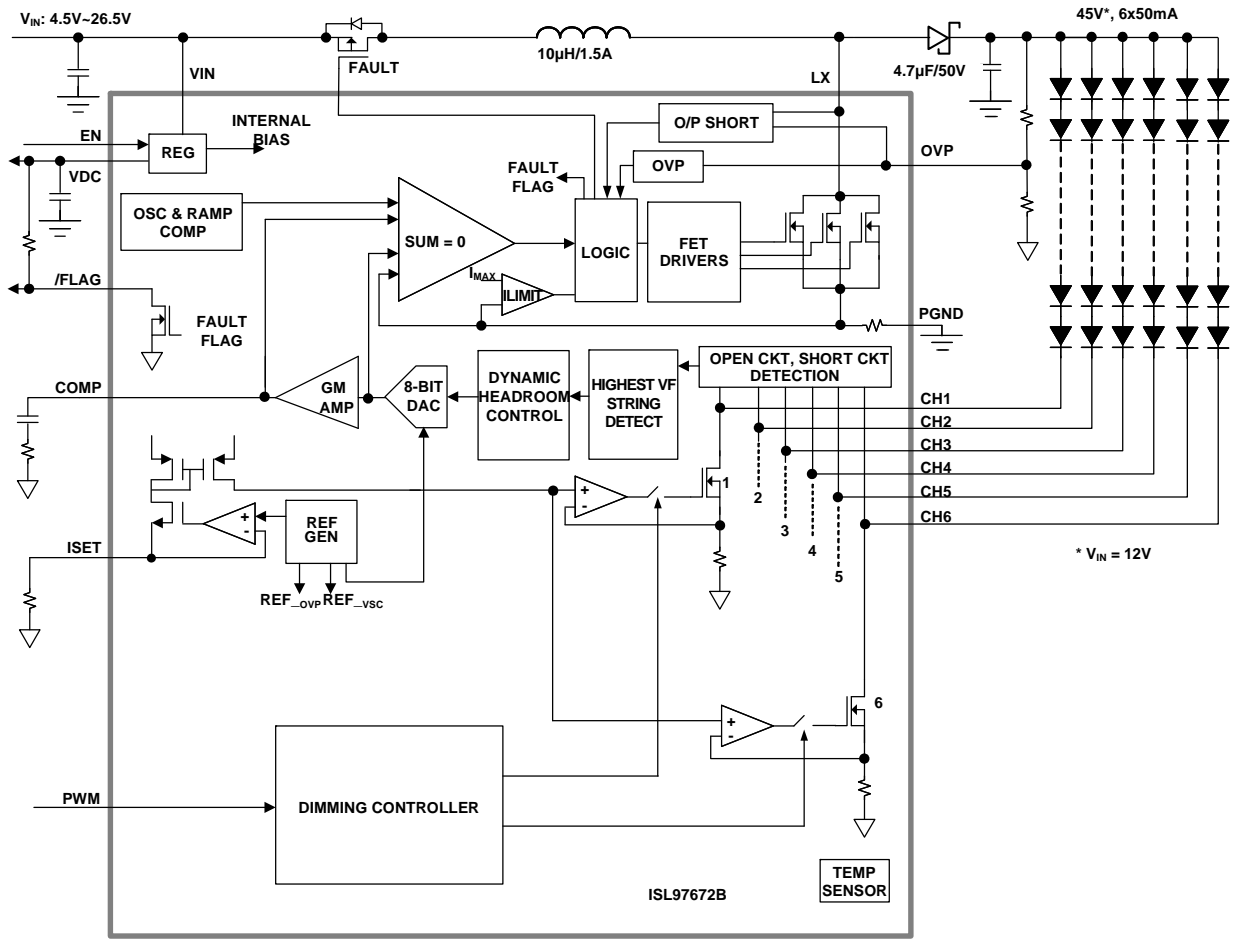 V_IN: 4.5V~26.5V
45V*, 6x50mA
10µH/1.5A
4.7µF/50V
FAULT
VIN
LX
EN
INTERNAL
BIAS
REG
O/P SHORT
OVP
OVP
VDC
FAULT
FLAG
OSC & RAMP
COMP
SUM = 0
LOGIC
FET
DRIVERS
I_MAX
ILIMIT
/FLAG
FAULT
FLAG
PGND
OPEN CKT, SHORT CKT
DETECTION
COMP
GM
AMP
8-BIT
DAC
DYNAMIC
HEADROOM
CONTROL
HIGHEST VF
STRING
DETECT
CH1
CH2
CH3
CH4
CH5
CH6
+
-
1
2
3
4
5
+
-
REF
GEN
ISET
REF_OVP
REF_VSC
* V_IN = 12V
6
+
-
PWM
DIMMING CONTROLLER
TEMP
SENSOR
ISL97672B